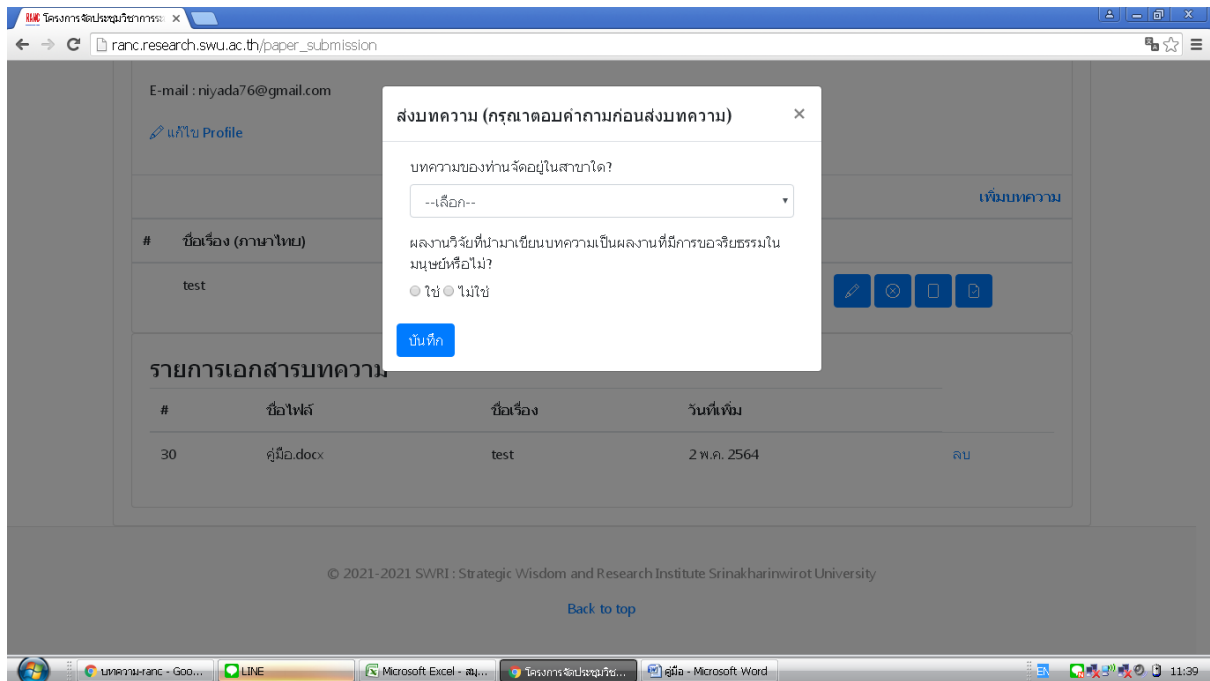 โครงการจัดประชุมวิชาการระ
ranc.research.swu.ac.th/paper_submission
E-mail : niyada76@gmail.com
แก้ไข Profile
ส่งบทความ (กรุณาตอบคำถามก่อนส่งบทความ) ×
บทความของท่านจัดอยู่ในสาขาใด?
--เลือก--
เพิ่มบทความ
# ชื่อเรื่อง (ภาษาไทย)
ผลงานวิจัยที่นำมาเขียนบทความเป็นผลงานที่มีการขอจริยธรรมใน
มนุษย์หรือไม่?
test
ใช่ ไม่ใช่
บันทึก
รายการเอกสารบทความ
# ชื่อไฟล์ ชื่อเรื่อง วันที่เพิ่ม
30 คู่มือ.docx test 2 พ.ค. 2564 ลบ
© 2021-2021 SWRI : Strategic Wisdom and Research Institute Srinakharinwirot University
Back to top
บทความ-ranc - Goo... LINE Microsoft Excel - สมุ... โครงการจัดประชุมวิช... คู่มือ - Microsoft Word EN 11:39